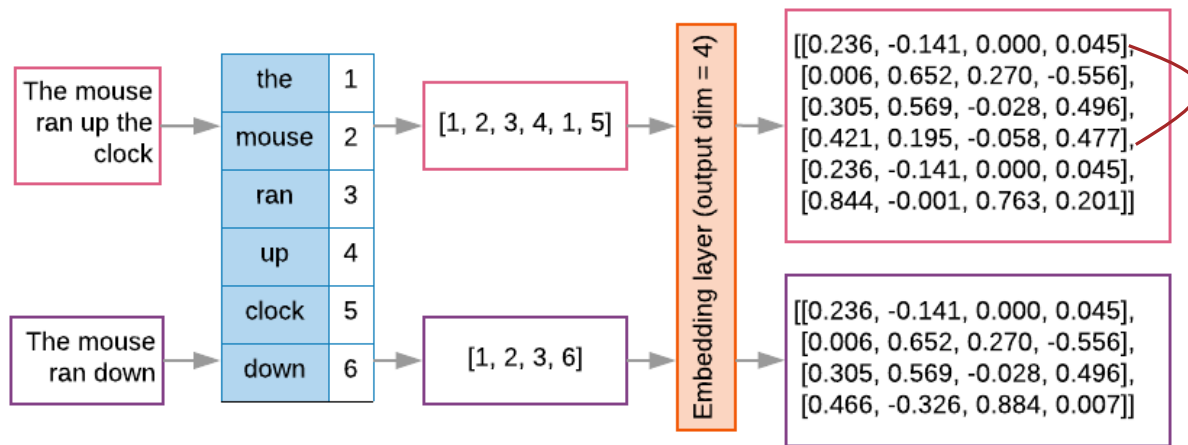 The mouse
ran up the
clock
the 1
mouse 2
ran 3
up 4
clock 5
down 6
[1, 2, 3, 4, 1, 5]
Embedding layer (output dim = 4)
[[0.236, -0.141, 0.000, 0.045],
[0.006, 0.652, 0.270, -0.556],
[0.305, 0.569, -0.028, 0.496],
[0.421, 0.195, -0.058, 0.477],
[0.236, -0.141, 0.000, 0.045],
[0.844, -0.001, 0.763, 0.201]]
The mouse
ran down
[1, 2, 3, 6]
[[0.236, -0.141, 0.000, 0.045],
[0.006, 0.652, 0.270, -0.556],
[0.305, 0.569, -0.028, 0.496],
[0.466, -0.326, 0.884, 0.007]]